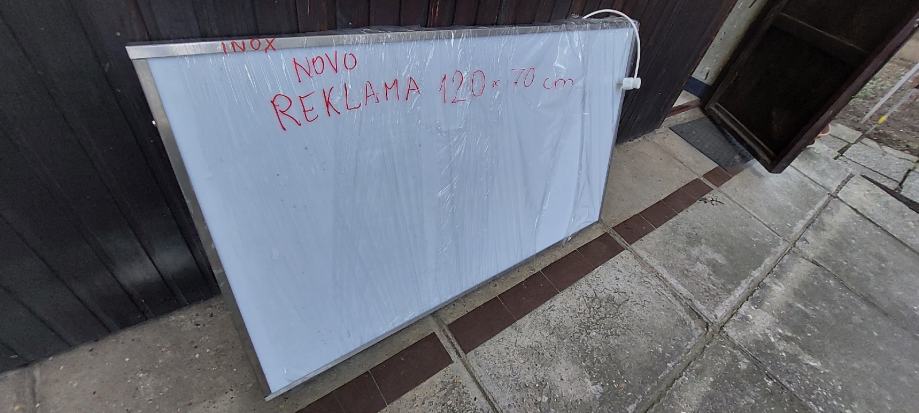 INOX
NOVO
REKLAMA 120 x 70 cm